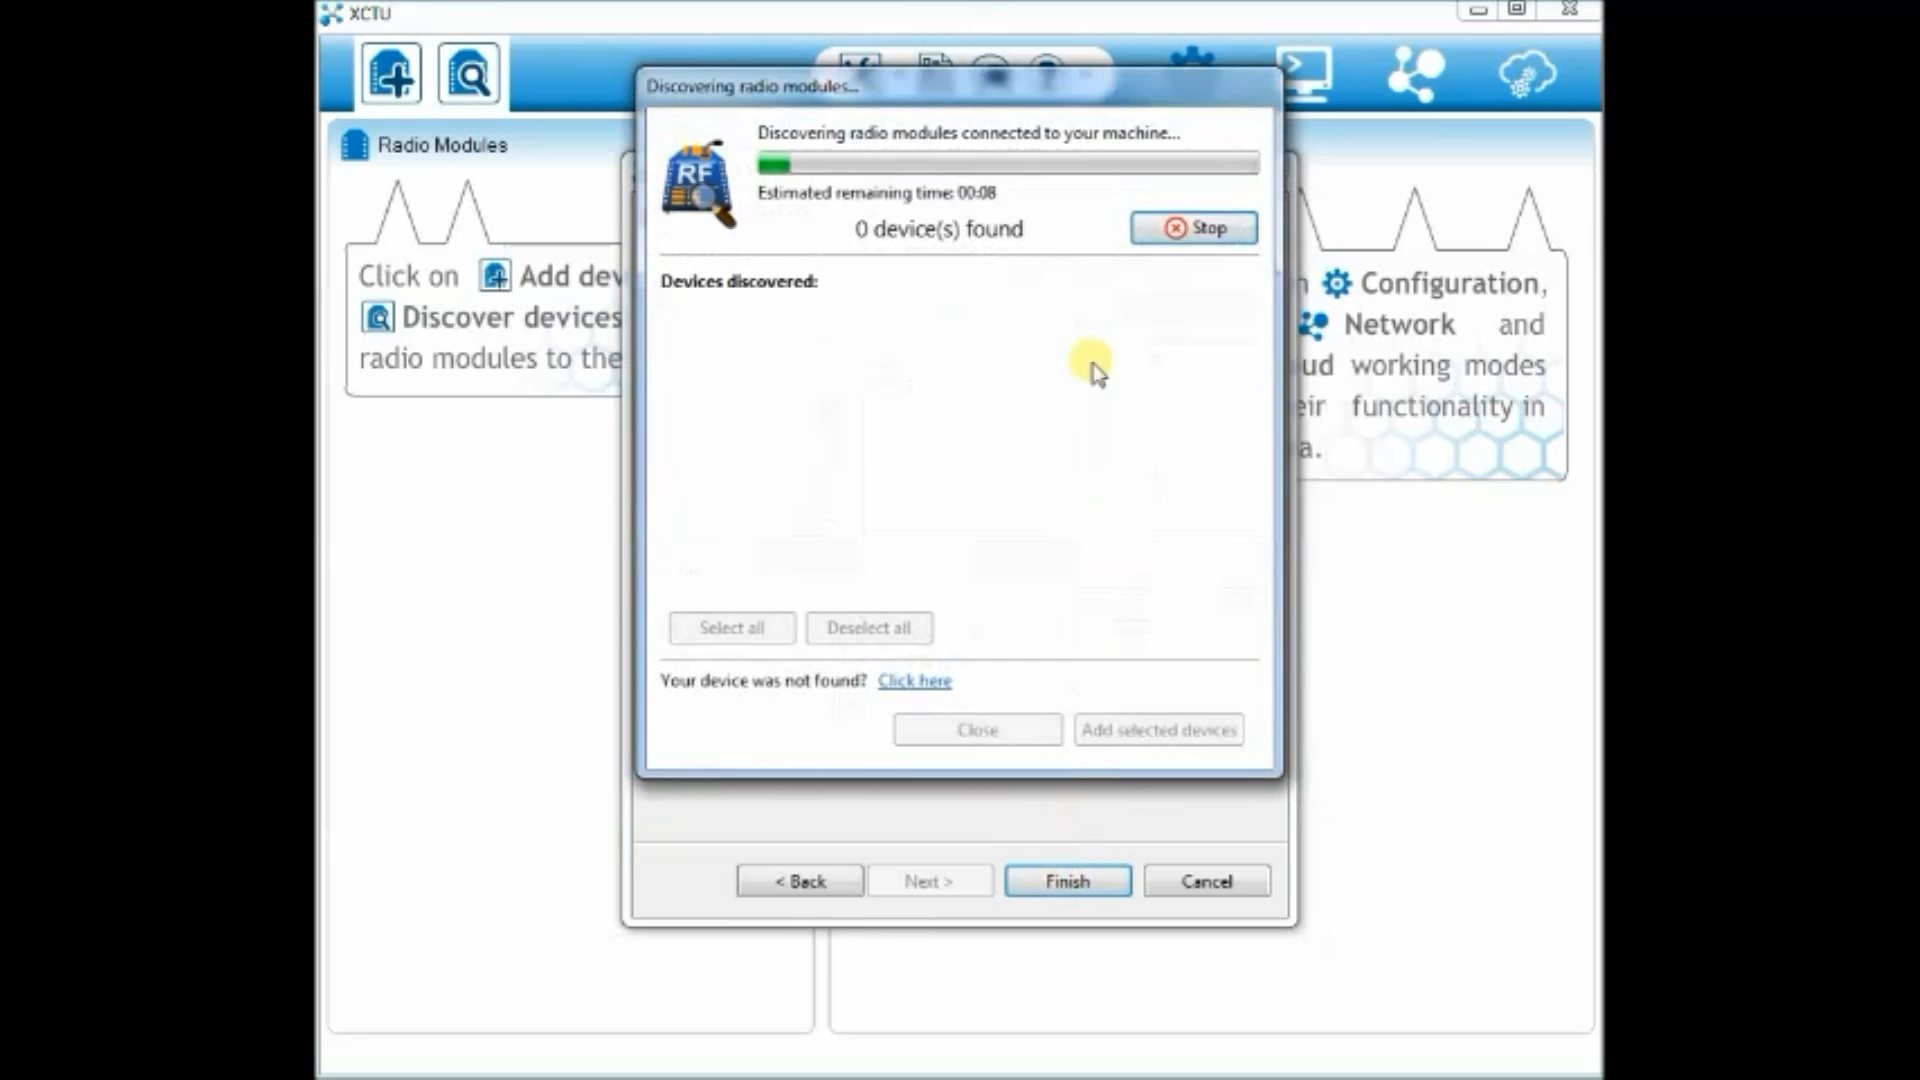 XCTU
Discovering radio modules...
Radio Modules
Discovering radio modules connected to your machine...
RF
Estimated remaining time: 00:08
0 device(s) found
Stop
Devices discovered:
Click on Add
Discover devices
radio modules to the
Configuration,
Network and
working modes
functionality in
a.
Select all
Deselect all
Your device was not found? Click here
Close
Add selected devices
< Back
Next >
Finish
Cancel